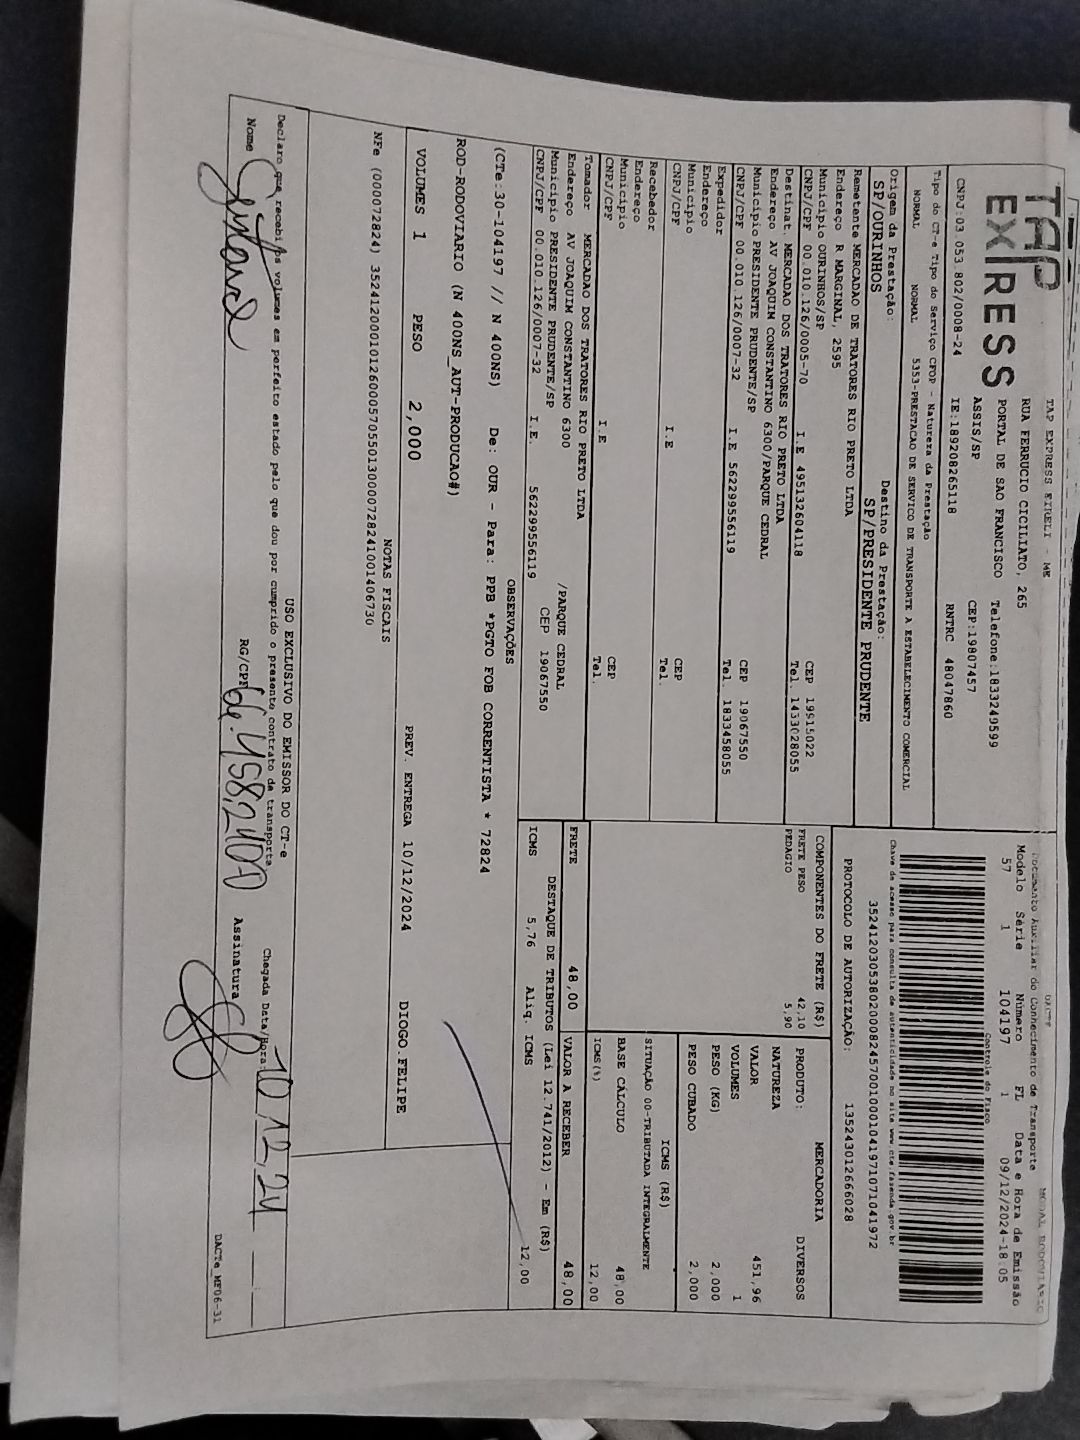 TAP EXPRESS
TAP EXPRESS EIRELI - ME
RUA FERRUCIO CICILIATO, 265
PORTAL DE SAO FRANCISCO Telefone:1833249599
ASSIS/SP CEP:19807457
CNPJ:03 053 802/0008-24 IE:189208265118 RNTRC 48047860
DACTE MODAL RODOVIARIO
Documento Auxiliar do Conhecimento de Transporte
Modelo Série Número FL Data e Hora de Emissão
57 1 104197 1 09/12/2024-18:05
Controle do Fisco
Chave de acesso para consulta de autenticidade no site www.cte.fazenda.gov.br
35241203053802000824570010001041971071041972
PROTOCOLO DE AUTORIZAÇÃO: 135243012666028
Tipo do CT-e Tipo do Serviço CFOP - Natureza da Prestação
NORMAL NORMAL 5353-PRESTACAO DE SERVICO DE TRANSPORTE A ESTABELECIMENTO COMERCIAL
Origem da Prestação: Destino da Prestação:
SP/OURINHOS SP/PRESIDENTE PRUDENTE
Remetente MERCADAO DE TRATORES RIO PRETO LTDA
Endereço R MARGINAL, 2595
Município OURINHOS/SP CEP 19915022
CNPJ/CPF 00.010.126/0005-70 I.E 495132604118 Tel. 1433028055
Destinat. MERCADAO DOS TRATORES RIO PRETO LTDA
Endereço AV JOAQUIM CONSTANTINO 6300/PARQUE CEDRAL
Município PRESIDENTE PRUDENTE/SP CEP 19067550
CNPJ/CPF 00.010.126/0007-32 I.E 562299556119 Tel. 1833458055
Expedidor
Endereço
Município CEP
CNPJ/CPF I.E Tel.
Recebedor
Endereço
Município CEP
CNPJ/CPF I.E Tel.
Tomador MERCADAO DOS TRATORES RIO PRETO LTDA
Endereço AV JOAQUIM CONSTANTINO 6300 /PARQUE CEDRAL
Município PRESIDENTE PRUDENTE/SP CEP 19067550
CNPJ/CPF 00.010.126/0007-32 I.E. 562299556119
COMPONENTES DO FRETE (R$)
FRETE PESO 42,10
PEDAGIO 5,90
MERCADORIA
PRODUTO: DIVERSOS
NATUREZA
VALOR 451,96
VOLUMES 1
PESO (KG) 2,000
PESO CUBADO 2,000
ICMS (R$)
SITUAÇÃO 00-TRIBUTADA INTEGRALMENTE
BASE CÁLCULO 48,00
ICMS(%) 12,00
FRETE 48,00 VALOR A RECEBER 48,00
DESTAQUE DE TRIBUTOS (Lei 12.741/2012) - Em (R$)
ICMS 5,76 Aliq. ICMS 12,00
OBSERVAÇÕES
(CTe:30-104197 // N 400NS) De: OUR - Para: PPB *PGTO FOB CORRENTISTA * 72824
ROD-RODOVIARIO (N 400NS_AUT-PRODUCAO#)
VOLUMES 1 PESO 2,000 PREV. ENTREGA 10/12/2024 DIOGO.FELIPE
NOTAS FISCAIS
NFe (000072824) 35241200010126000570550130000728241001406730
USO EXCLUSIVO DO EMISSOR DO CT-e
Declaro que recebi os volumes em perfeito estado pelo que dou por cumprido o presente contrato de transporte
Chegada Data/Hora: 10 12,24
Nome RG/CPF Assinatura
DACTe_MF06-31